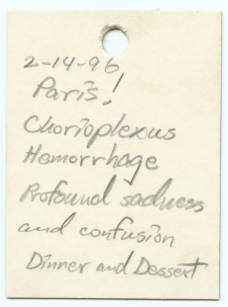 2-14-96
Paris!
Chorioplexus
Hemorrhage
Profound sadness
and confusion
Dinner and Dessert